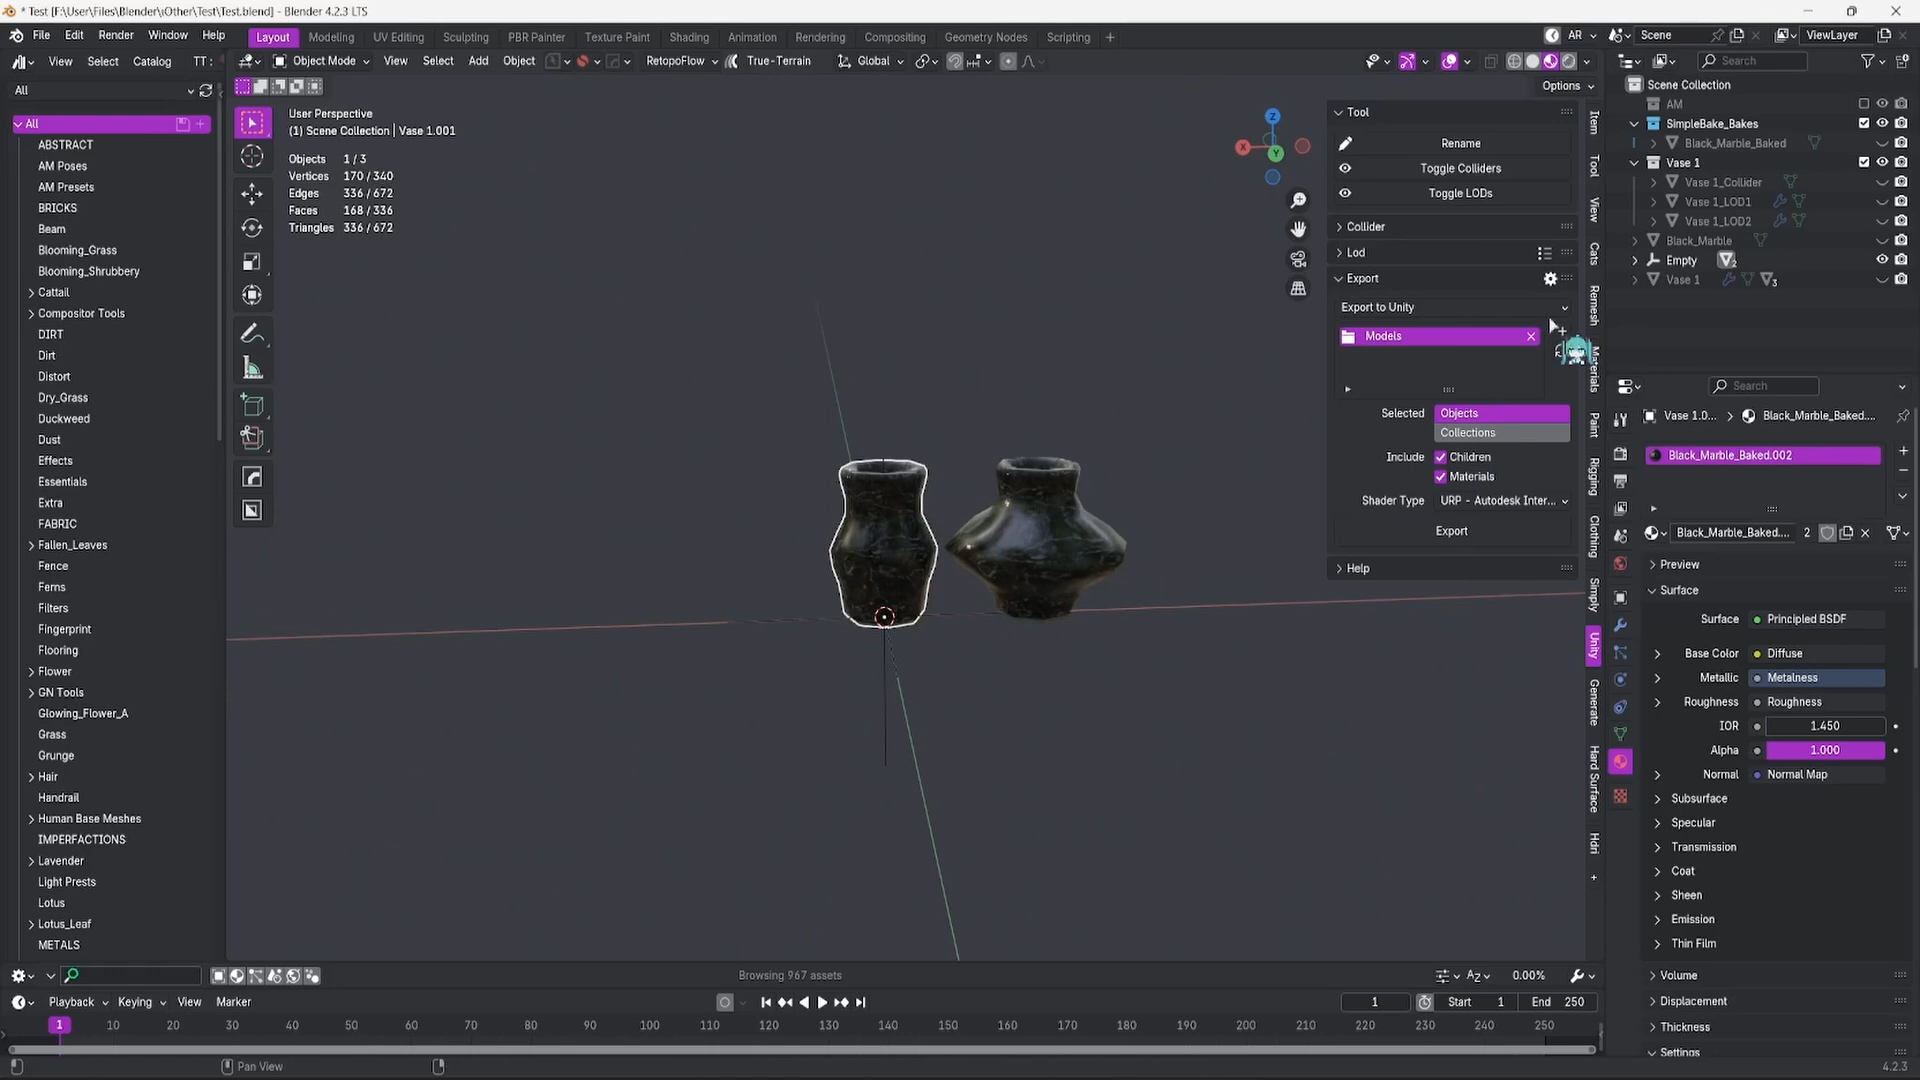 * Test [F:\User\Files\Blender\Other\Test\Test.blend] - Blender 4.2.3 LTS
File Edit Render Window Help
Layout Modeling UV Editing Sculpting PBR Painter Texture Paint Shading Animation Rendering Compositing Geometry Nodes Scripting +
AR Scene ViewLayer
View Select Catalog TT:
Object Mode View Select Add Object RetopoFlow True-Terrain Global
Search
All
Options
All
ABSTRACT
AM Poses
AM Presets
BRICKS
Beam
Blooming_Grass
Blooming_Shrubbery
Cattail
Compositor Tools
DIRT
Dirt
Distort
Dry_Grass
Duckweed
Dust
Effects
Essentials
Extra
FABRIC
Fallen_Leaves
Fence
Ferns
Filters
Fingerprint
Flooring
Flower
GN Tools
Glowing_Flower_A
Grass
Grunge
Hair
Handrail
Human Base Meshes
IMPERFACTIONS
Lavender
Light Prests
Lotus
Lotus_Leaf
METALS
User Perspective
(1) Scene Collection | Vase 1.001
Objects 1 / 3
Vertices 170 / 340
Edges 336 / 672
Faces 168 / 336
Triangles 336 / 672
Z
X
Y
Tool
Rename
Toggle Colliders
Toggle LODs
Collider
Lod
Export
Export to Unity
Models
Selected Objects
Collections
Include Children
Materials
Shader Type URP - Autodesk Inter...
Export
Help
Item
Tool
View
Cats
Remesh
Materials
Paint
Rigging
Clothing
Simply
Unity
Generate
Hard Surface
Hdri
+
Scene Collection
AM
SimpleBake_Bakes
Black_Marble_Baked
Vase 1
Vase 1_Collider
Vase 1_LOD1
Vase 1_LOD2
Black_Marble
Empty 2
Vase 1 3
Search
Vase 1.0... Black_Marble_Baked....
Black_Marble_Baked.002
Black_Marble_Baked.... 2
Preview
Surface
Surface Principled BSDF
Base Color Diffuse
Metallic Metalness
Roughness Roughness
IOR 1.450
Alpha 1.000
Normal Normal Map
Subsurface
Specular
Transmission
Coat
Sheen
Emission
Thin Film
Volume
Displacement
Thickness
Settings
Browsing 967 assets
0.00%
Playback Keying View Marker
1 Start 1 End 250
1 10 20 30 40 50 60 70 80 90 100 110 120 130 140 150 160 170 180 190 200 210 220 230 240 250
Pan View
4.2.3